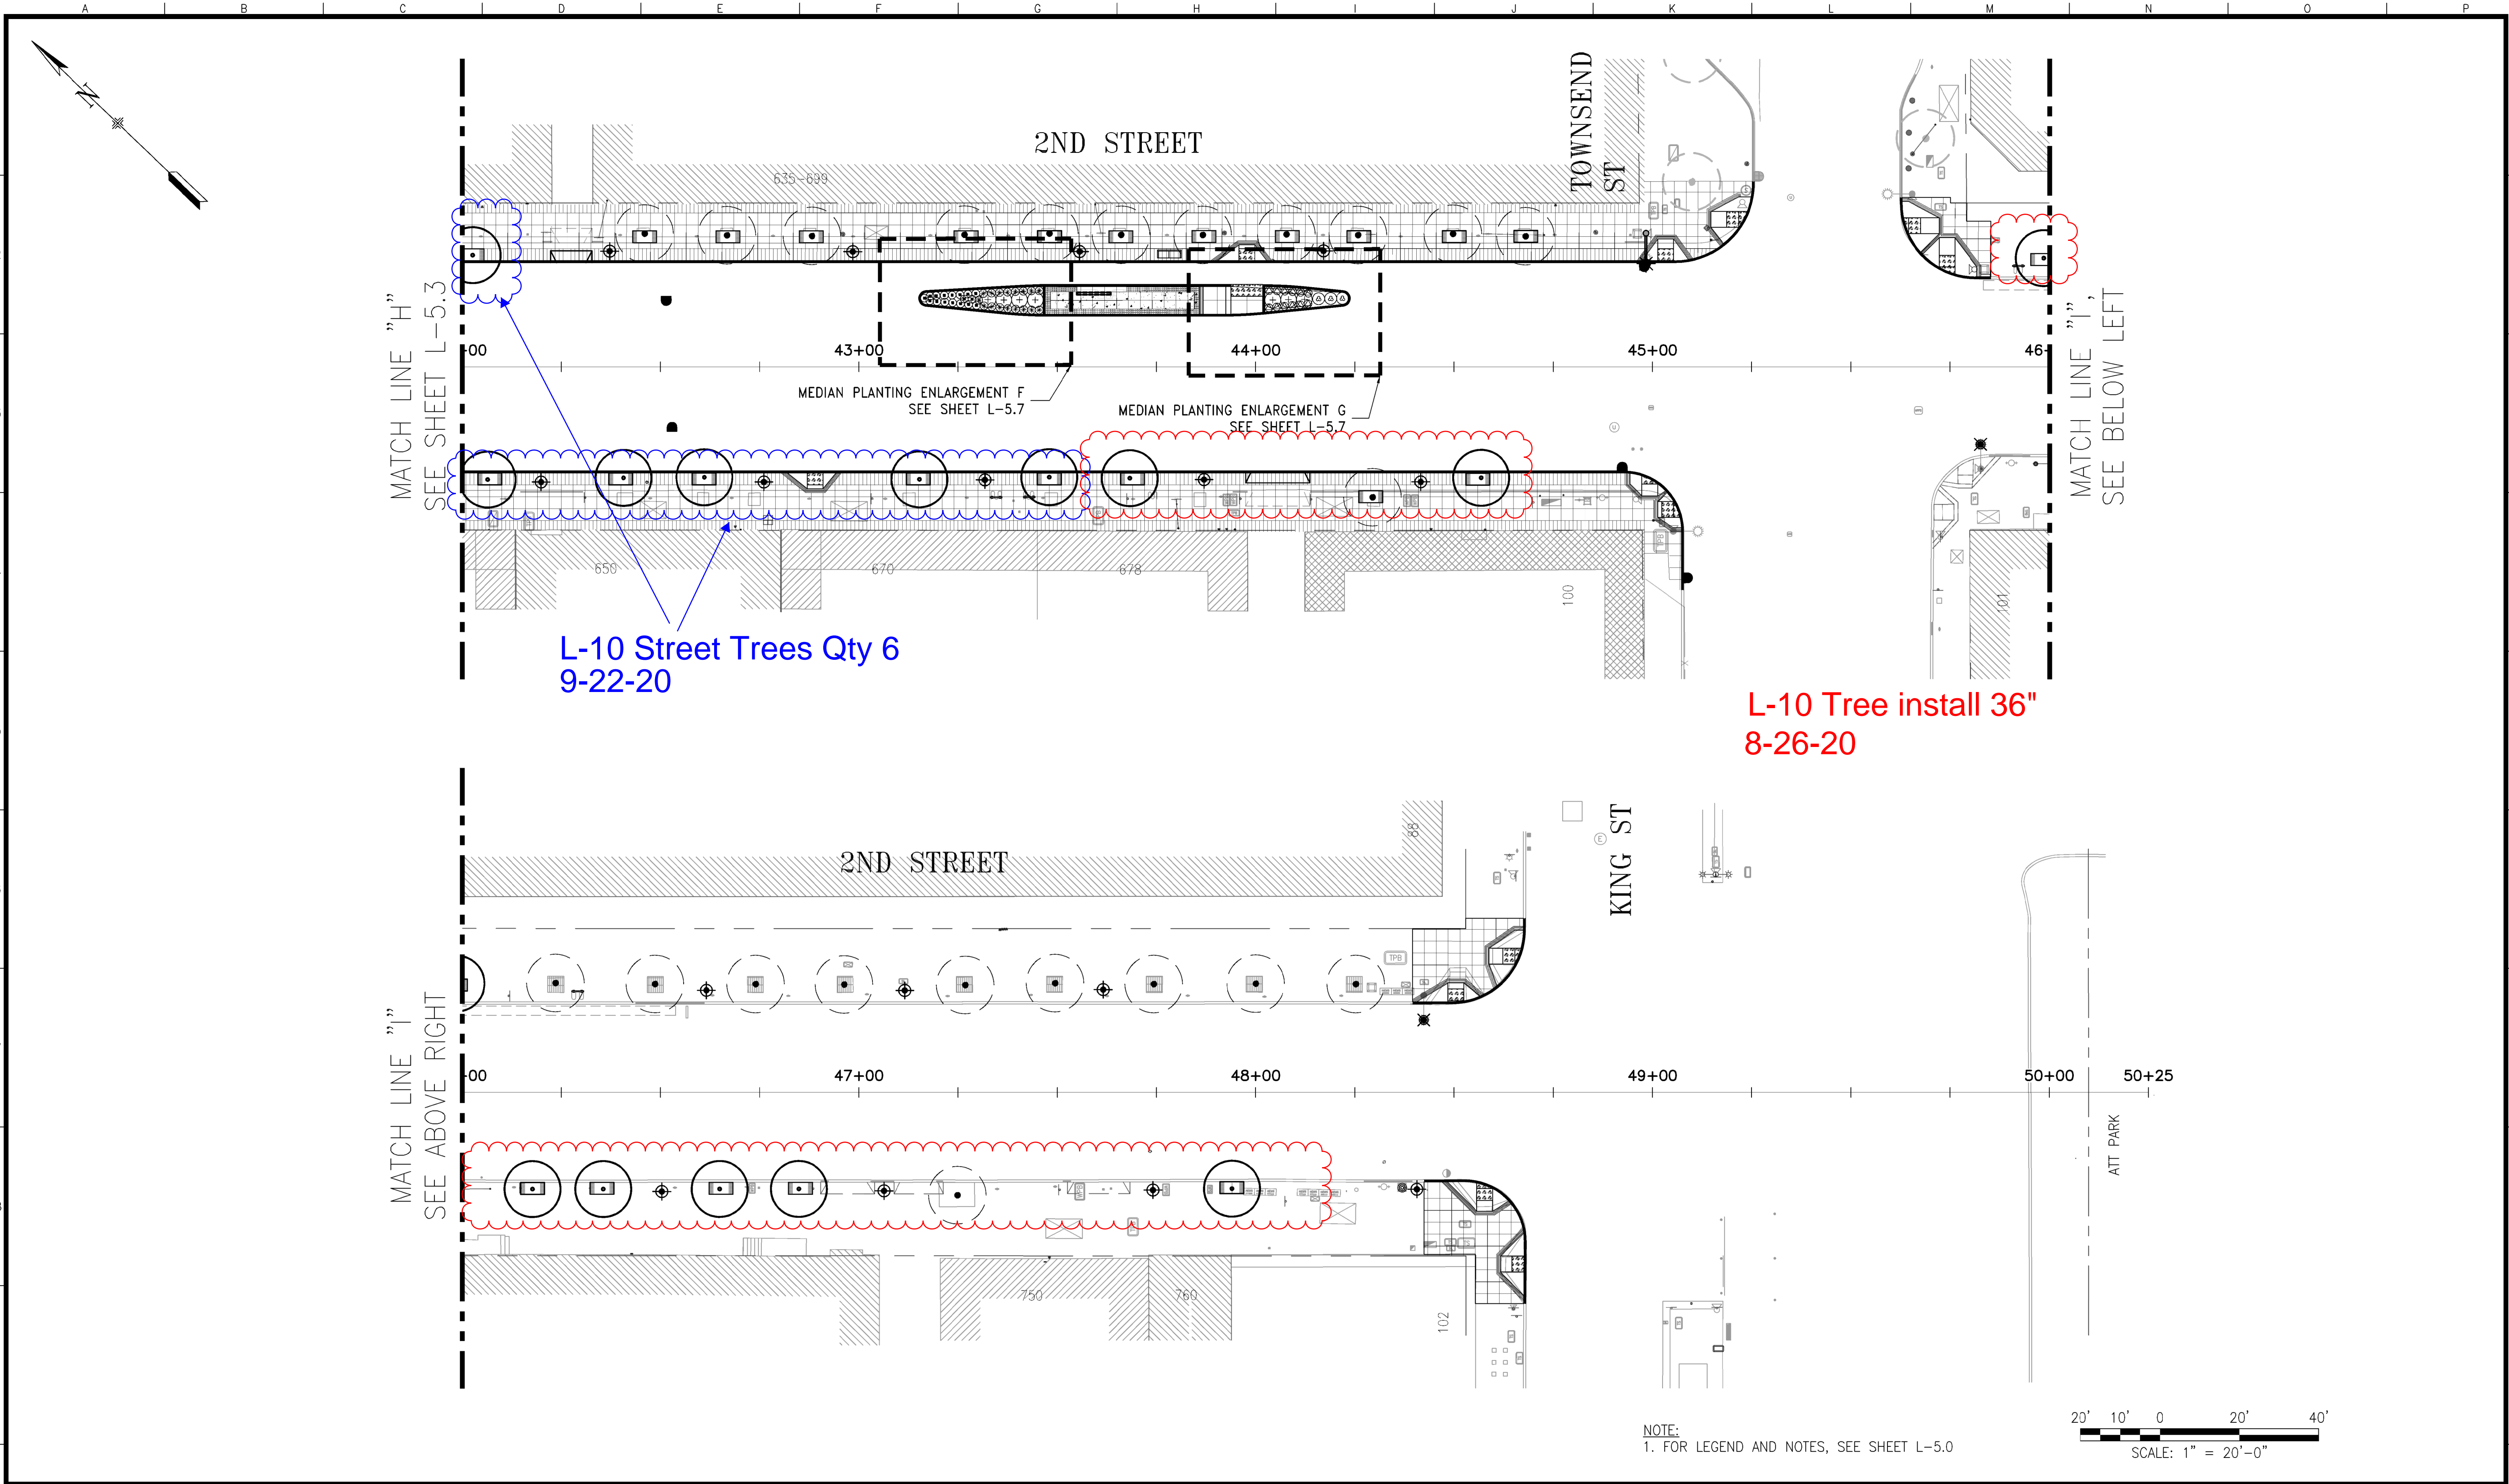 A B C D E F G H I J K L M N O P
N
2ND STREET
TOWNSEND
ST
635-699
MATCH LINE "H"
SEE SHEET L-5.3
+00
43+00
44+00
45+00
46+
MATCH LINE "I",
SEE BELOW LEFT
MEDIAN PLANTING ENLARGEMENT F
SEE SHEET L-5.7
MEDIAN PLANTING ENLARGEMENT G
SEE SHEET L-5.7
650
670
678
100
101
L-10 Street Trees Qty 6
9-22-20
L-10 Tree install 36"
8-26-20
2ND STREET
88
KING ST
TPB
MATCH LINE "I"
SEE ABOVE RIGHT
+00
47+00
48+00
49+00
50+00
50+25
ATT PARK
750
760
102
NOTE:
1. FOR LEGEND AND NOTES, SEE SHEET L-5.0
20' 10' 0 20' 40'
SCALE: 1" = 20'-0"